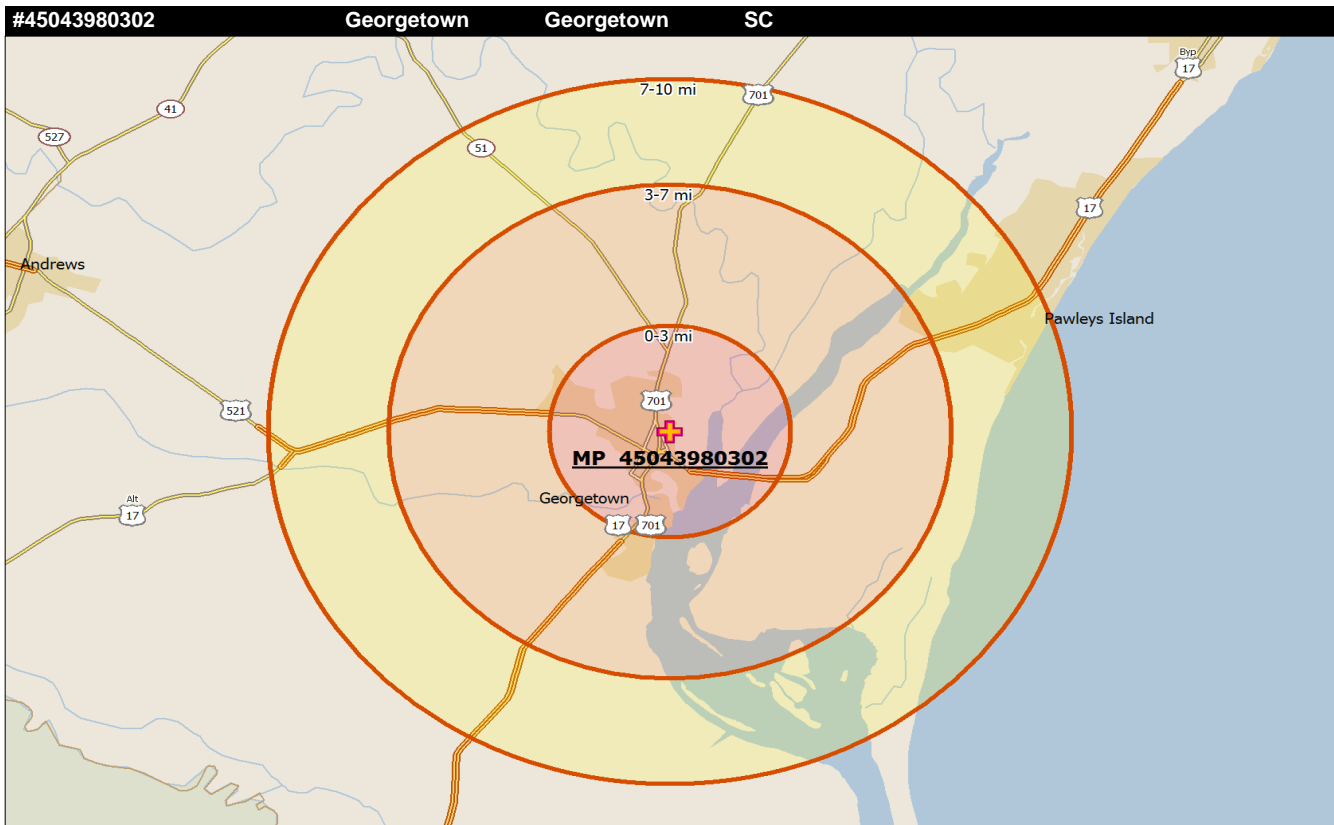 #45043980302 Georgetown Georgetown SC
Byp
17
7-10 mi
701
41
527
51
3-7 mi
17
Andrews
Pawleys Island
0-3 mi
701
521
MP 45043980302
Georgetown
Alt
17
17 701